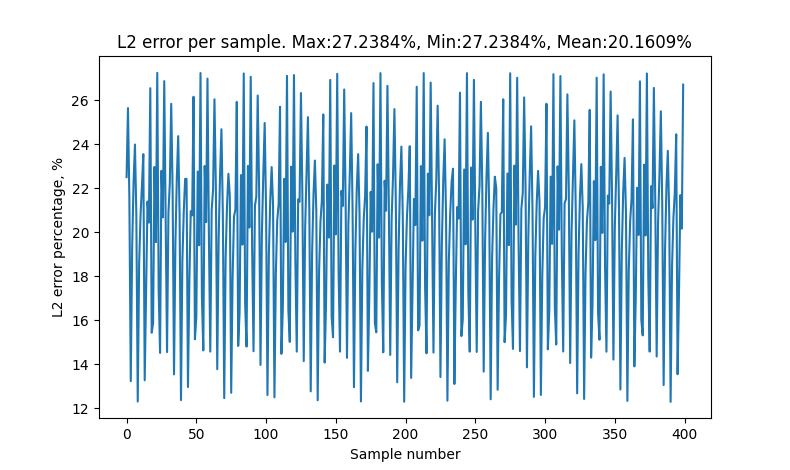 L2 error per sample. Max:27.2384%, Min:27.2384%, Mean:20.1609%
L2 error percentage, %
26
24
22
20
18
16
14
12
0 50 100 150 200 250 300 350 400
Sample number